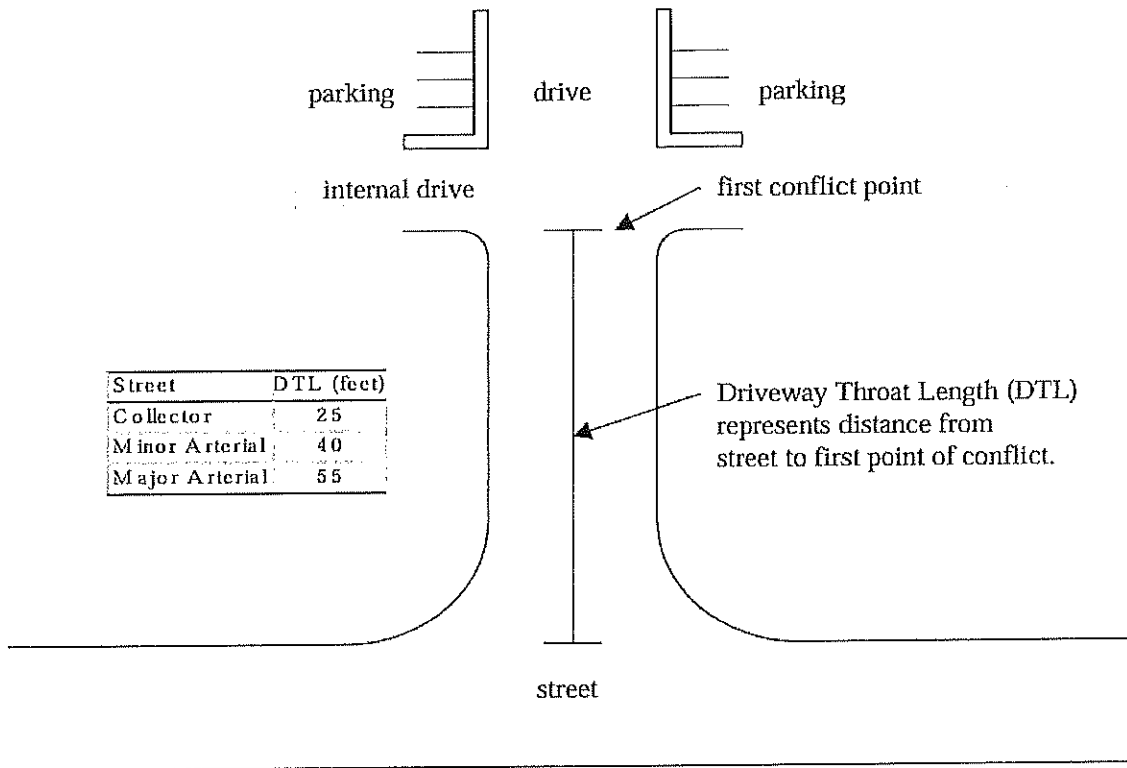 parking
drive
parking
internal drive
first conflict point
Street DTL (feet)
Collector 25
Minor Arterial 40
Major Arterial 55
Driveway Throat Length (DTL)
represents distance from
street to first point of conflict.
street